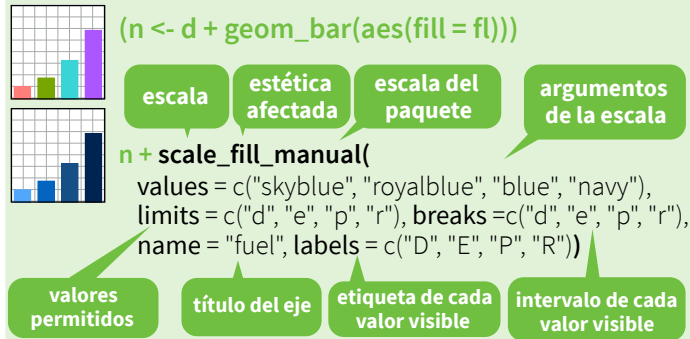 (n <- d + geom_bar(aes(fill = fl)))
escala
estética
afectada
escala del
paquete
argumentos
de la escala
n + scale_fill_manual(
values = c("skyblue", "royalblue", "blue", "navy"),
limits = c("d", "e", "p", "r"), breaks =c("d", "e", "p", "r"),
name = "fuel", labels = c("D", "E", "P", "R"))
valores
permitidos
título del eje
etiqueta de cada
valor visible
intervalo de cada
valor visible